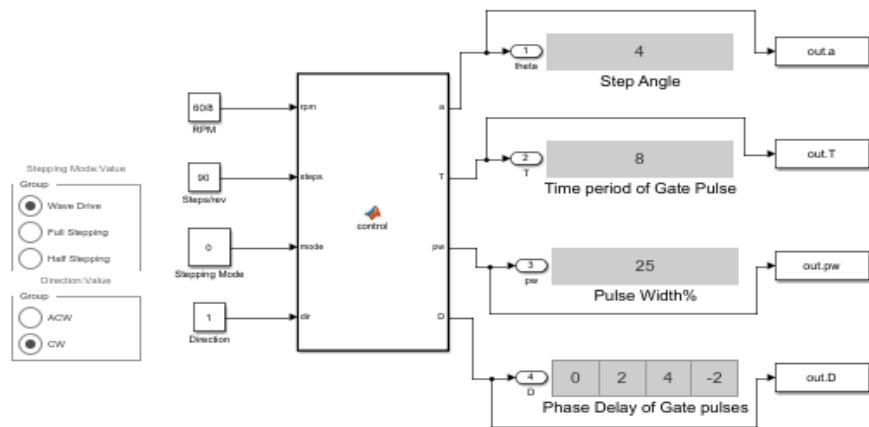 Stepping Mode:Value
Group
Wave Drive
Full Stepping
Half Stepping
Direction:Value
Group
ACW
CW
60/8
RPM
90
Steps/rev
0
Stepping Mode
1
Direction
rpm
steps
mode
dir
control
a
T
pw
D
1
theta
4
Step Angle
out.a
2
T
8
Time period of Gate Pulse
out.T
3
pw
25
Pulse Width%
out.pw
4
D
0 2 4 -2
Phase Delay of Gate pulses
out.D